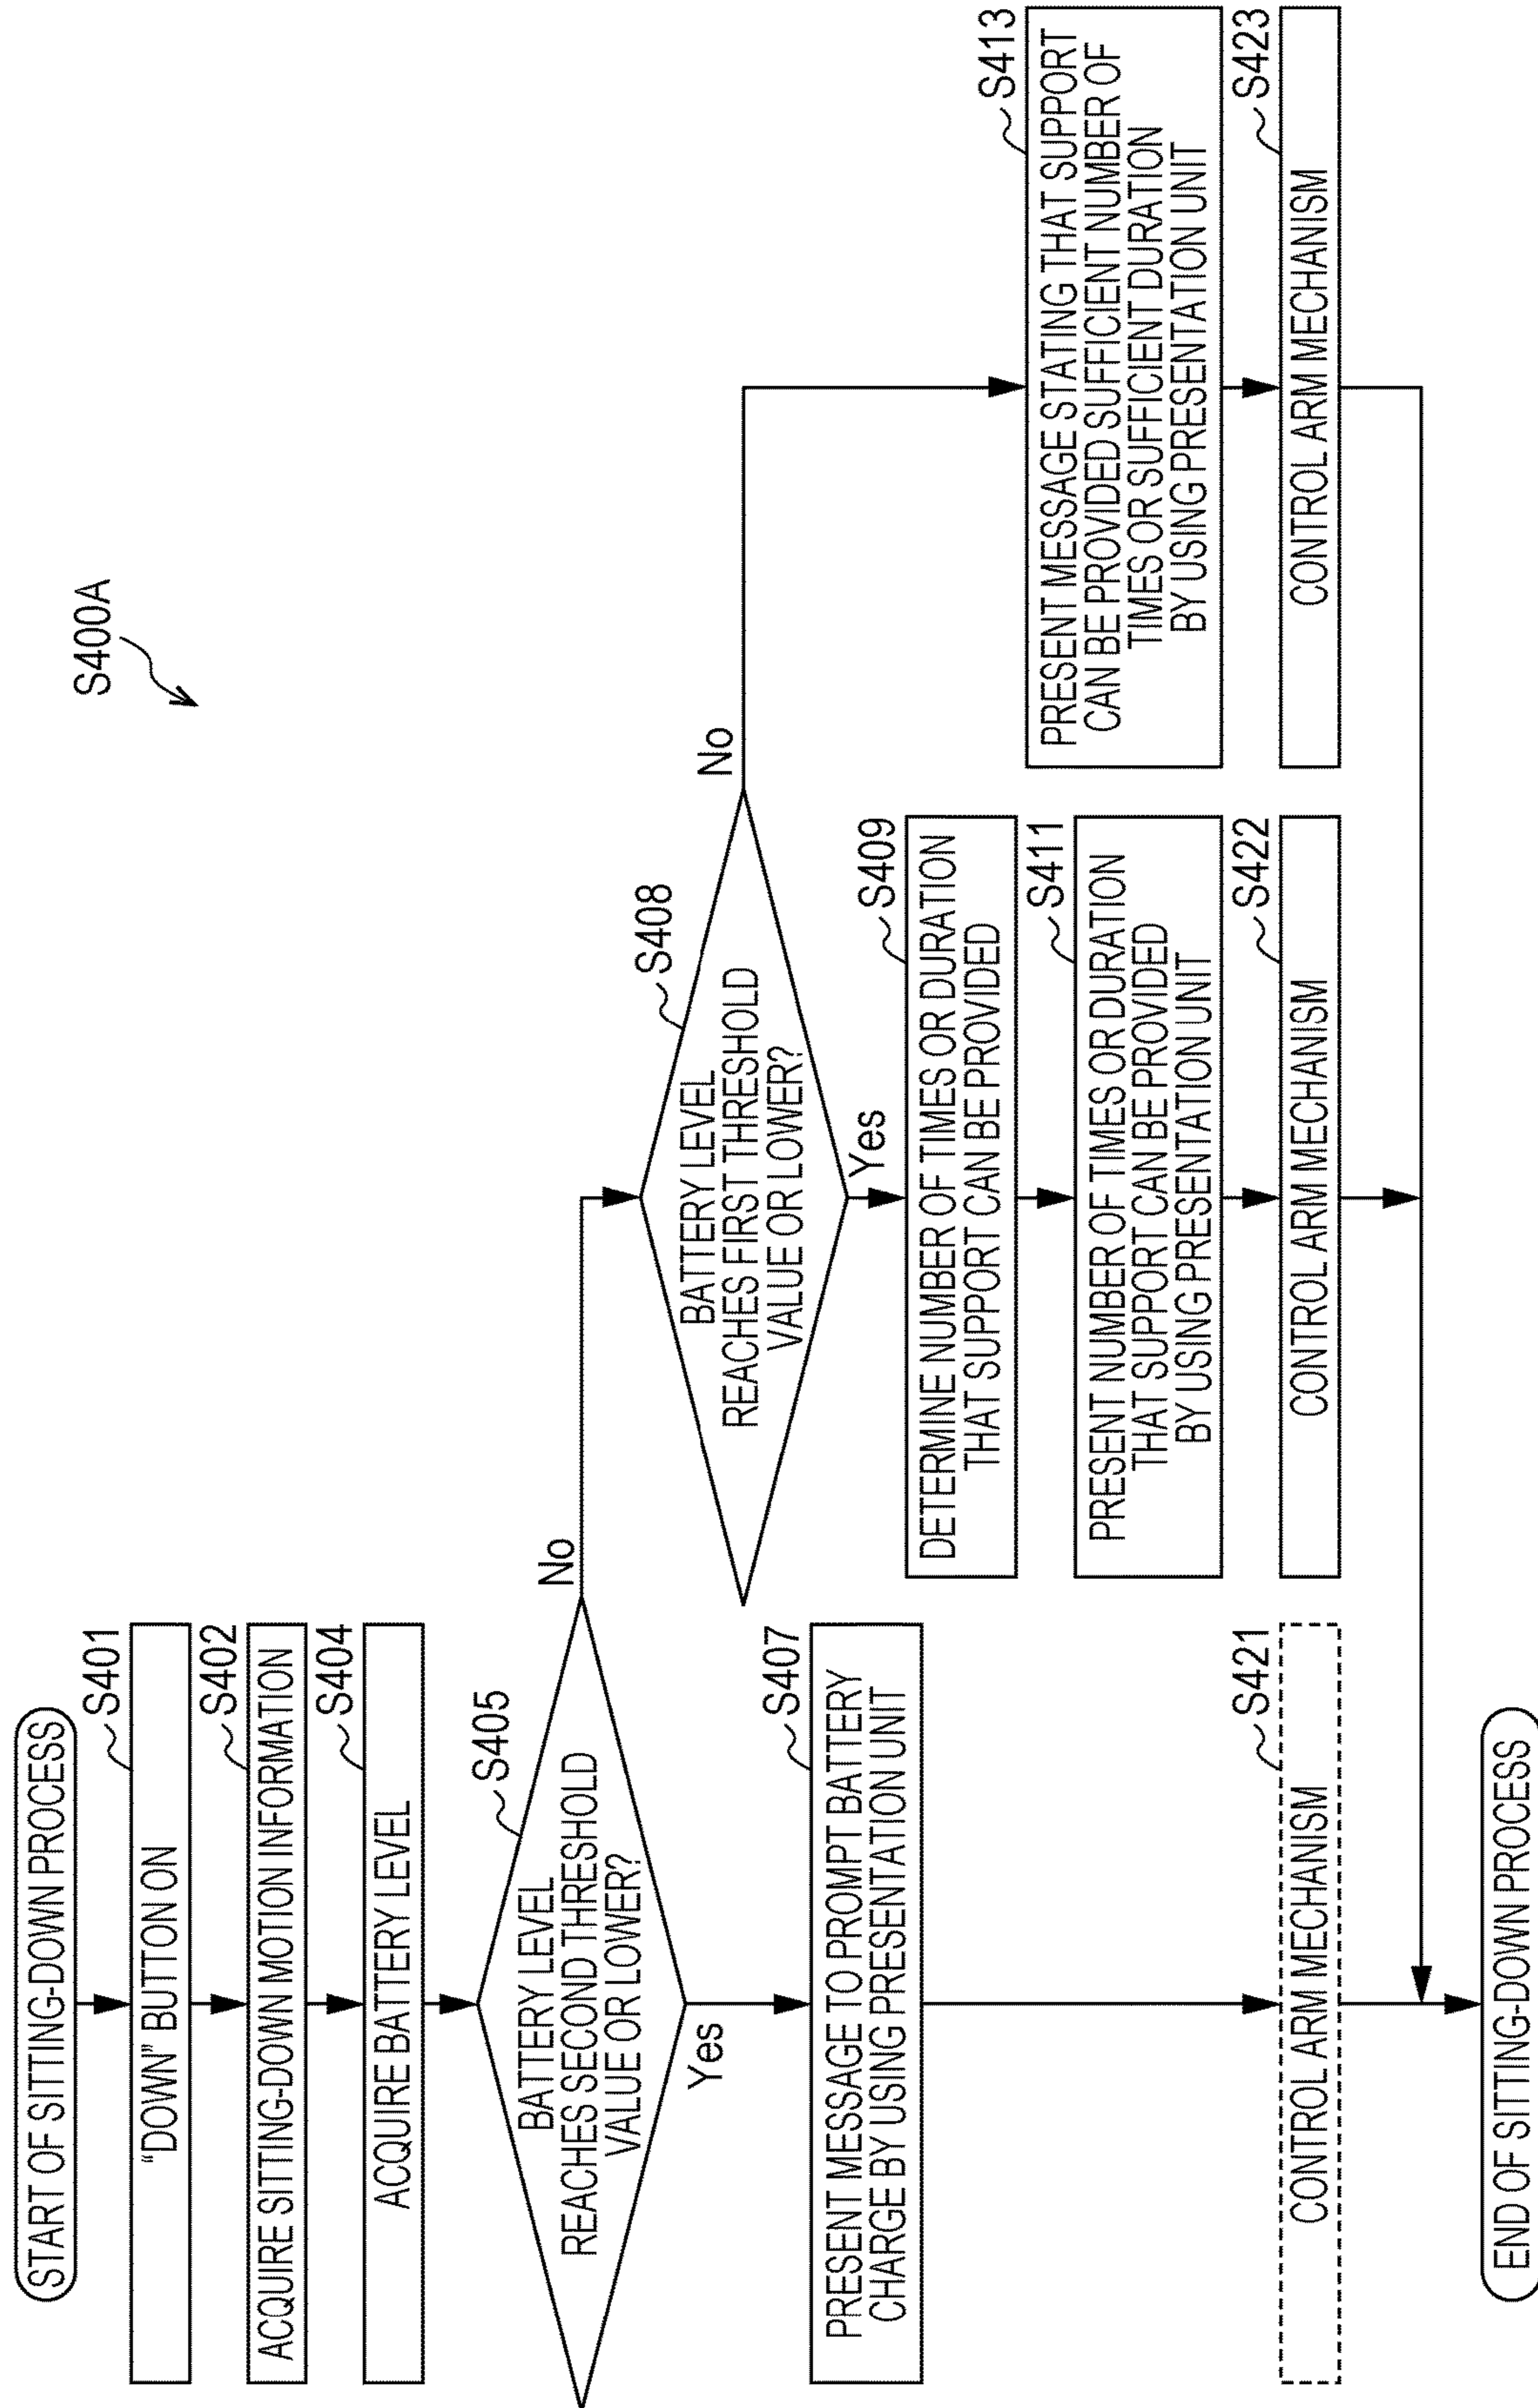 S400A
START OF SITTING-DOWN PROCESS
S401
"DOWN" BUTTON ON
S402
ACQUIRE SITTING-DOWN MOTION INFORMATION
S404
ACQUIRE BATTERY LEVEL
S405
BATTERY LEVEL
REACHES SECOND THRESHOLD
VALUE OR LOWER?
No
Yes
S408
BATTERY LEVEL
REACHES FIRST THRESHOLD
VALUE OR LOWER?
No
Yes
S407
PRESENT MESSAGE TO PROMPT BATTERY
CHARGE BY USING PRESENTATION UNIT
S409
DETERMINE NUMBER OF TIMES OR DURATION
THAT SUPPORT CAN BE PROVIDED
S411
PRESENT NUMBER OF TIMES OR DURATION
THAT SUPPORT CAN BE PROVIDED
BY USING PRESENTATION UNIT
S413
PRESENT MESSAGE STATING THAT SUPPORT
CAN BE PROVIDED SUFFICIENT NUMBER OF
TIMES OR SUFFICIENT DURATION
BY USING PRESENTATION UNIT
S421
CONTROL ARM MECHANISM
S422
CONTROL ARM MECHANISM
S423
CONTROL ARM MECHANISM
END OF SITTING-DOWN PROCESS